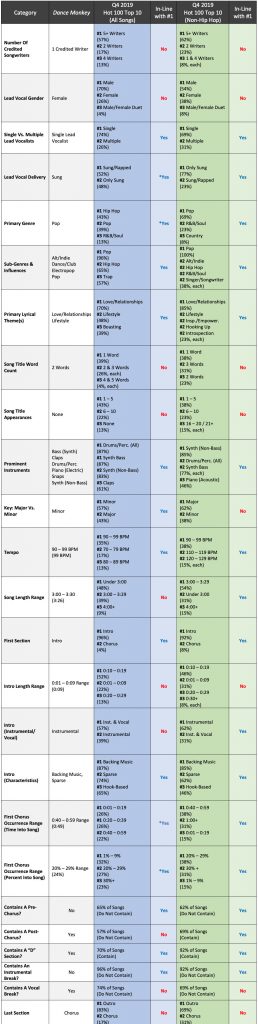 Category
Dance Monkey
Q4 2019
Hot 100 Top 10
(All Songs)
In-Line
with #1
Q4 2019
Hot 100 Top 10
(Non-Hip Hop)
In-Line
with #1
Number Of
Credited
Songwriters
1 Credited Writer
#1 5+ Writers
(57%)
#2 2 Writers
(17%)
#3 4 Writers
(13%)
No
#1 5+ Writers
(62%)
#2 2 Writers
(23%)
#3 1 & 4 Writers
(8%, each)
No
Lead Vocal Gender
Female
#1 Male
(70%)
#2 Female
(26%)
#3 Male/Female Duet
(4%)
No
#1 Male
(54%)
#2 Female
(38%)
#3 Male/Female
(8%)
No
Single Vs. Multiple
Lead Vocalists
Single Lead
Vocalist
#1 Single
(74%)
#2 Multiple
(26%)
Yes
#1 Single
(69%)
#2 Multiple
(31%)
Yes
Lead Vocal Delivery
Sung
#1 Sung/Rapped
(52%)
#2 Only Sung
(48%)
*Yes
#1 Only Sung
(77%)
#2 Sung/Rapped
(23%)
Yes
Primary Genre
Pop
#1 Hip Hop
(43%)
#2 Pop
(39%)
#3 R&B/Soul
(13%)
*Yes
#1 Pop
(69%)
#2 R&B/Soul
(23%)
#3 Country
(8%)
Yes
Sub-Genres &
Influences
Alt/Indie
Dance/Club
Electropop
Pop
#1 Pop
(96%)
#2 Hip Hop
(65%)
#3 Trap
(57%)
Yes
#1 Pop
(100%)
#2 Alt/Indie
#2 Hip Hop
#2 R&B/Soul
#2 Singer/Songwriter
(38%, each)
Yes
Primary Lyrical
Theme(s)
Love/Relationships
Lifestyle
#1 Love/Relationships
(70%)
#2 Lifestyle
(48%)
#3 Boasting
(39%)
Yes
#1 Love/Relationships
(85%)
#2 Lifestyle
#2 Insp./Empower.
#2 Hooking Up
#2 Introspection
(23%, each)
Yes
Song Title Word
Count
2 Words
#1 1 Word
(39%)
#2 2 & 3 Words
(26%, each)
#3 4 & 5 Words
(4%, each)
No
#1 1 Word
(38%)
#2 3 Words
(31%)
#3 2 Words
(23%)
No
Song Title
Appearances
None
#1 1 – 5
(43%)
#2 6 – 10
(22%)
#3 None
(13%)
No
#1 1 – 5
(38%)
#2 6 – 10
(23%)
#3 16 – 20 / 21+
(15%, each)
No
Prominent
Instruments
Bass (Synth)
Claps
Drums/Perc
Piano (Electric)
Snaps
Synth (Non-Bass)
#1 Drums/Perc. (All)
(87%)
#1 Synth Bass
(87%)
#2 Synth (Non-Bass)
(83%)
#3 Claps
(61%)
Yes
#1 Synth (Non-Bass)
(85%)
#2 Drums/Perc. (All)
#2 Synth Bass
(77%, each)
#3 Piano (Acoustic)
(46%)
Yes
Key: Major Vs.
Minor
Minor
#1 Minor
(57%)
#2 Major
(43%)
Yes
#1 Major
(62%)
#2 Minor
(38%)
No
Tempo
90 – 99 BPM
(99 BPM)
#1 90 – 99 BPM
(35%)
#2 70 – 79 BPM
(17%)
#3 80 – 89 BPM
(13%)
Yes
#1 90 – 99 BPM
(38%)
#2 110 – 119 BPM
#2 120 – 129 BPM
(15%, each)
Yes
Song Length Range
3:00 – 3:30
(3:26)
#1 Under 3:00
(48%)
#2 3:00 – 3:29
(39%)
#3 4:00+
(9%)
No
#1 3:00 – 3:29
(54%)
#2 Under 3:00
(31%)
#3 4:00+
(15%)
Yes
First Section
Intro
#1 Intro
(96%)
#2 Chorus
(4%)
Yes
#1 Intro
(92%)
#2 Chorus
(8%)
Yes
Intro Length Range
0:01 – 0:09 Range
(0:09)
#1 0:10 – 0:19
(52%)
#2 0:01 – 0:09
(22%)
#3 0:20 – 0:29
(13%)
No
#1 0:10 – 0:19
(48%)
#2 0:01 – 0:09
(31%)
#3 0:20 – 0:29
0:30+
(8%, each)
No
Intro
(Instrumental/
Vocal)
Instrumental
#1 Inst. & Vocal
(57%)
#2 Instrumental
(39%)
No
#1 Instrumental
(62%)
#2 Inst. & Vocal
(31%)
Yes
Intro
(Characteristics)
Backing Music,
Sparse
#1 Backing Music
(87%)
#2 Sparse
(74%)
#3 Hook-Based
(65%)
Yes
#1 Backing Music
(85%)
#2 Sparse
(62%)
#3 Hook-Based
(46%)
Yes
First Chorus
Occurrence Range
(Time Into Song)
0:40 – 0:59 Range
(0:49)
#1 0:01 – 0:19
(26%)
#1 0:20 – 0:39
(26%)
#2 0:40 – 0:59
(22%)
*Yes
#1 0:40 – 0:59
(38%)
#2 1:00+
(31%)
#3 0:01 – 0:19
(15%)
Yes
First Chorus
Occurrence Range
(Percent Into Song)
20% – 29% Range
(24%)
#1 1% – 9%
(32%)
#2 20% – 29%
(27%)
#3 30%+
(23%)
*Yes
#1 20% – 29%
(38%)
#2 30% +
(31%)
#3 1% – 9%
(15%)
Yes
Contains A Pre-
Chorus?
No
65% of Songs
(Do Not Contain)
Yes
62% of Songs
(Do Not Contain)
Yes
Contains A Post-
Chorus?
Yes
57% of Songs
(Do Not Contain)
No
69% of Songs
(Contain)
Yes
Contains A "D"
Section?
Yes
70% of Songs
(Contain)
Yes
92% of Songs
(Contain)
Yes
Contains An
Instrumental
Break?
No
96% of Songs
(Do Not Contain)
Yes
92% of Songs
(Do Not Contain)
Yes
Contains A Vocal
Break?
Yes
74% of Songs
(Do Not Contain)
No
69% of Songs
(Do Not Contain)
No
Last Section
Chorus
#1 Outro
(83%)
#2 Chorus
(17%)
No
#1 Outro
(69%)
#2 Chorus
(31%)
No